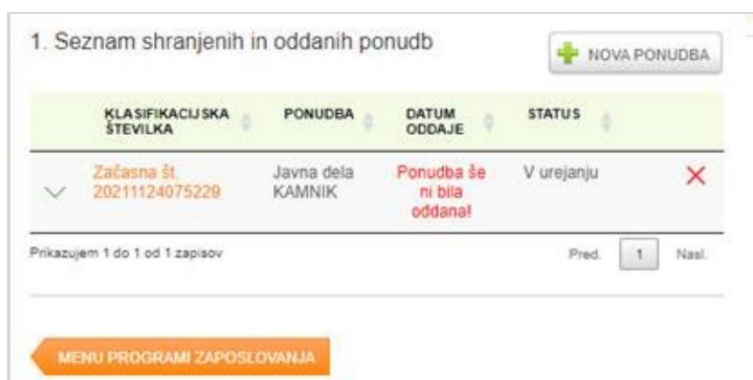 1. Seznam shranjenih in oddanih ponudb
NOVA PONUDBA
KLASIFIKACIJSKA ŠTEVILKA PONUDBA DATUM ODDAJE STATUS
Začasna št. 20211124075229 Javna dela KAMNIK Ponudba še ni bila oddana! V urejanju
Prikazujem 1 do 1 od 1 zapisov Pred. 1 Nasl.
MENU PROGRAMI ZAPOSLOVANJA